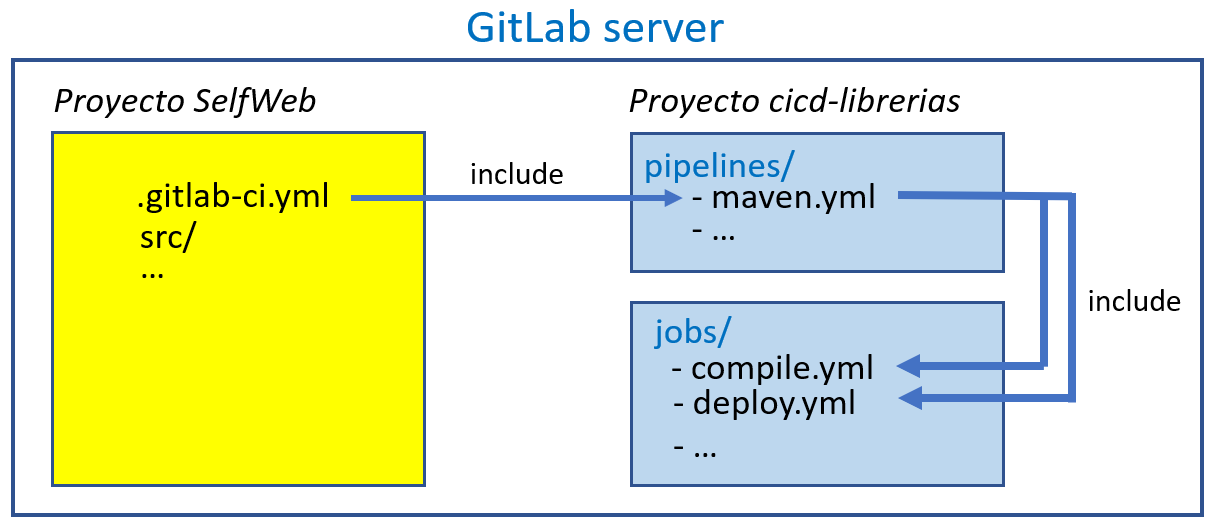 GitLab server
Proyecto SelfWeb
.gitlab-ci.yml
src/
...
include
Proyecto cicd-librerias
pipelines/
- maven.yml
- ...
include
jobs/
- compile.yml
- deploy.yml
- ...